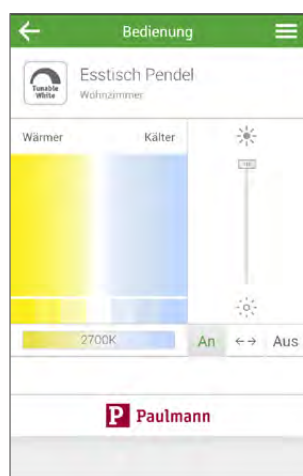 Bedienung
Tunable
White
Esstisch Pendel
Wohnzimmer
Wärmer Kälter
2700K An ←→ Aus
P Paulmann